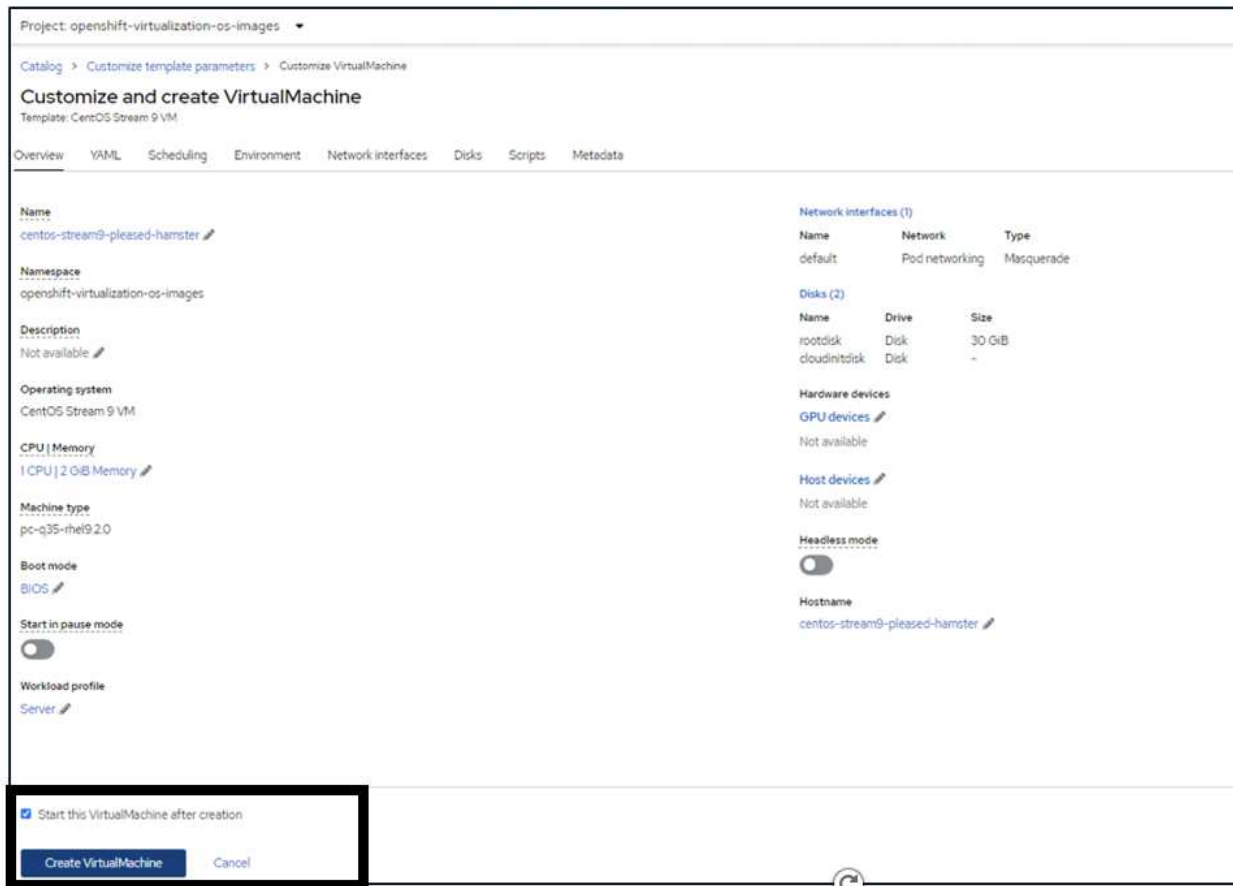 Project: openshift-virtualization-os-images
Catalog > Customize template parameters > Customize VirtualMachine
Customize and create VirtualMachine
Template: CentOS Stream 9 VM
Overview YAML Scheduling Environment Network interfaces Disks Scripts Metadata
Name
centos-stream9-pleased-hamster
Namespace
openshift-virtualization-os-images
Description
Not available
Operating system
CentOS Stream 9 VM
CPU | Memory
1 CPU | 2 GiB Memory
Machine type
pc-q35-rhel9.2.0
Boot mode
BIOS
Start in pause mode
Workload profile
Server
Network interfaces (1)
Name Network Type
default Pod networking Masquerade
Disks (2)
Name Drive Size
rootdisk Disk 30 GiB
cloudinitdisk Disk -
Hardware devices
GPU devices
Not available
Host devices
Not available
Headless mode
Hostname
centos-stream9-pleased-hamster
Start this VirtualMachine after creation
Create VirtualMachine Cancel